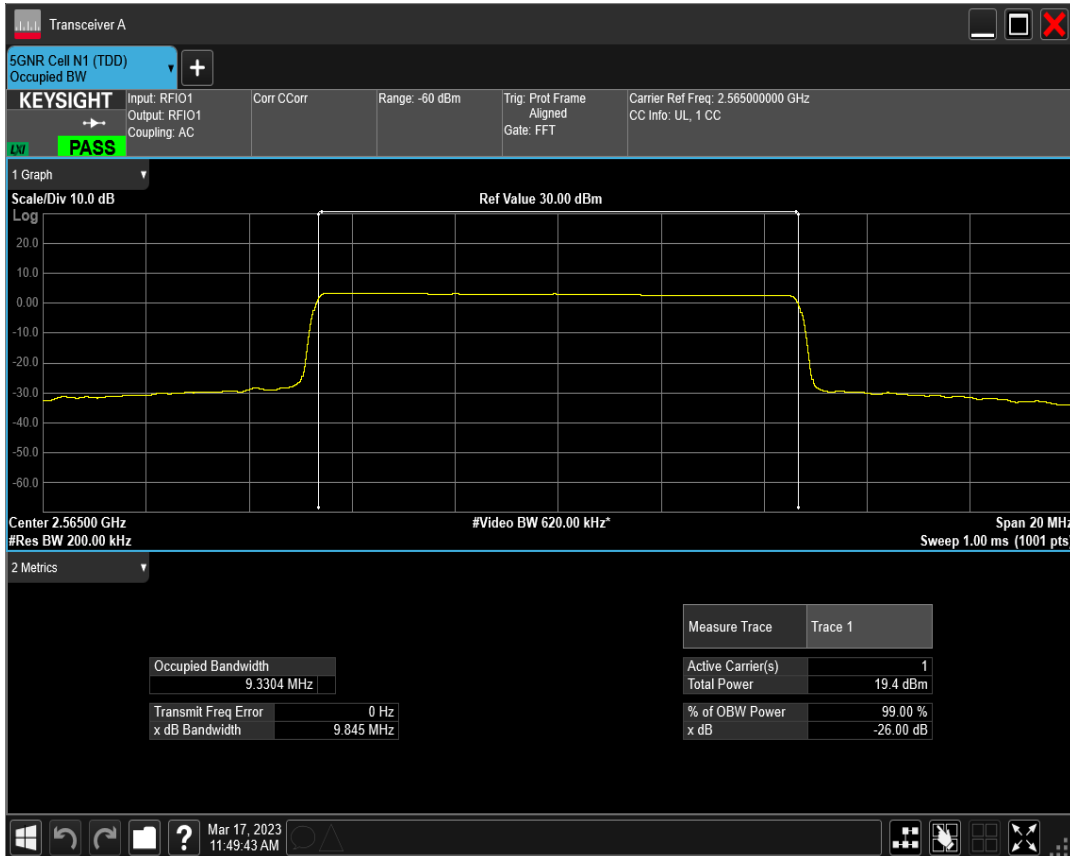 Transceiver A
5GNR Cell N1 (TDD)
Occupied BW
+
KEYSIGHT
LXI
PASS
Input: RFIO1
Output: RFIO1
Coupling: AC
Corr CCorr
Range: -60 dBm
Trig: Prot Frame
Aligned
Gate: FFT
Carrier Ref Freq: 2.565000000 GHz
CC Info: UL, 1 CC
1 Graph
Scale/Div 10.0 dB
Ref Value 30.00 dBm
Log
20.0
10.0
0.00
-10.0
-20.0
-30.0
-40.0
-50.0
-60.0
Center 2.56500 GHz
#Video BW 620.00 kHz*
Span 20 MHz
#Res BW 200.00 kHz
Sweep 1.00 ms (1001 pts)
2 Metrics
Measure Trace Trace 1
Occupied Bandwidth
9.3304 MHz
Active Carrier(s) 1
Total Power 19.4 dBm
Transmit Freq Error 0 Hz
x dB Bandwidth 9.845 MHz
% of OBW Power 99.00 %
x dB -26.00 dB
?
Mar 17, 2023
11:49:43 AM